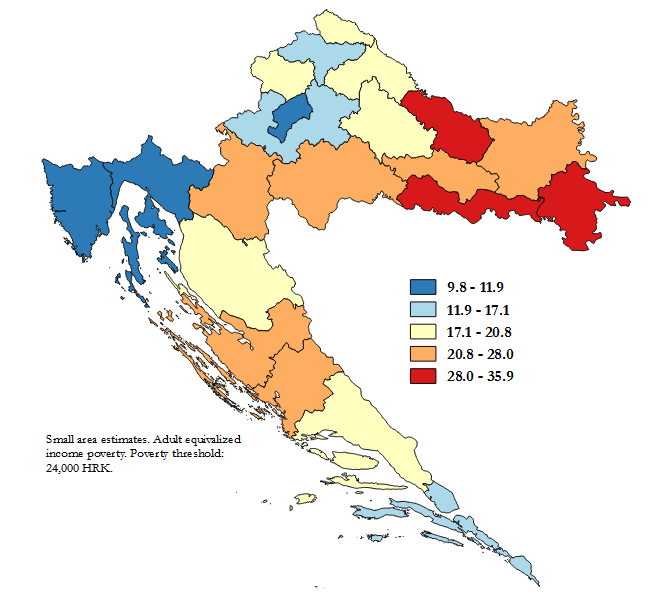 9.8 - 11.9
11.9 - 17.1
17.1 - 20.8
20.8 - 28.0
28.0 - 35.9
Small area estimates. Adult equivalized
income poverty. Poverty threshold:
24,000 HRK.